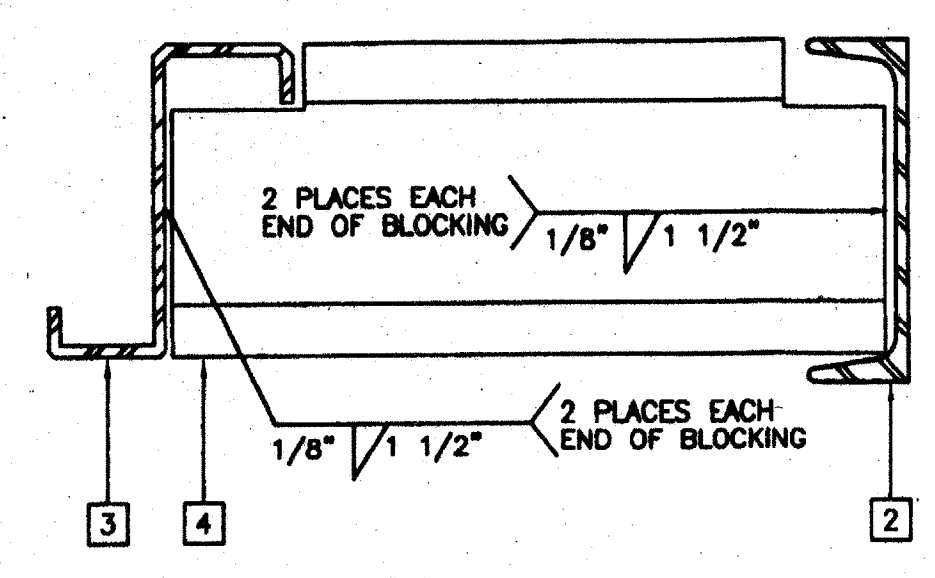 2 PLACES EACH
END OF BLOCKING
1/8" 1 1/2"
2 PLACES EACH
END OF BLOCKING
1/8" 1 1/2"
3
4
2